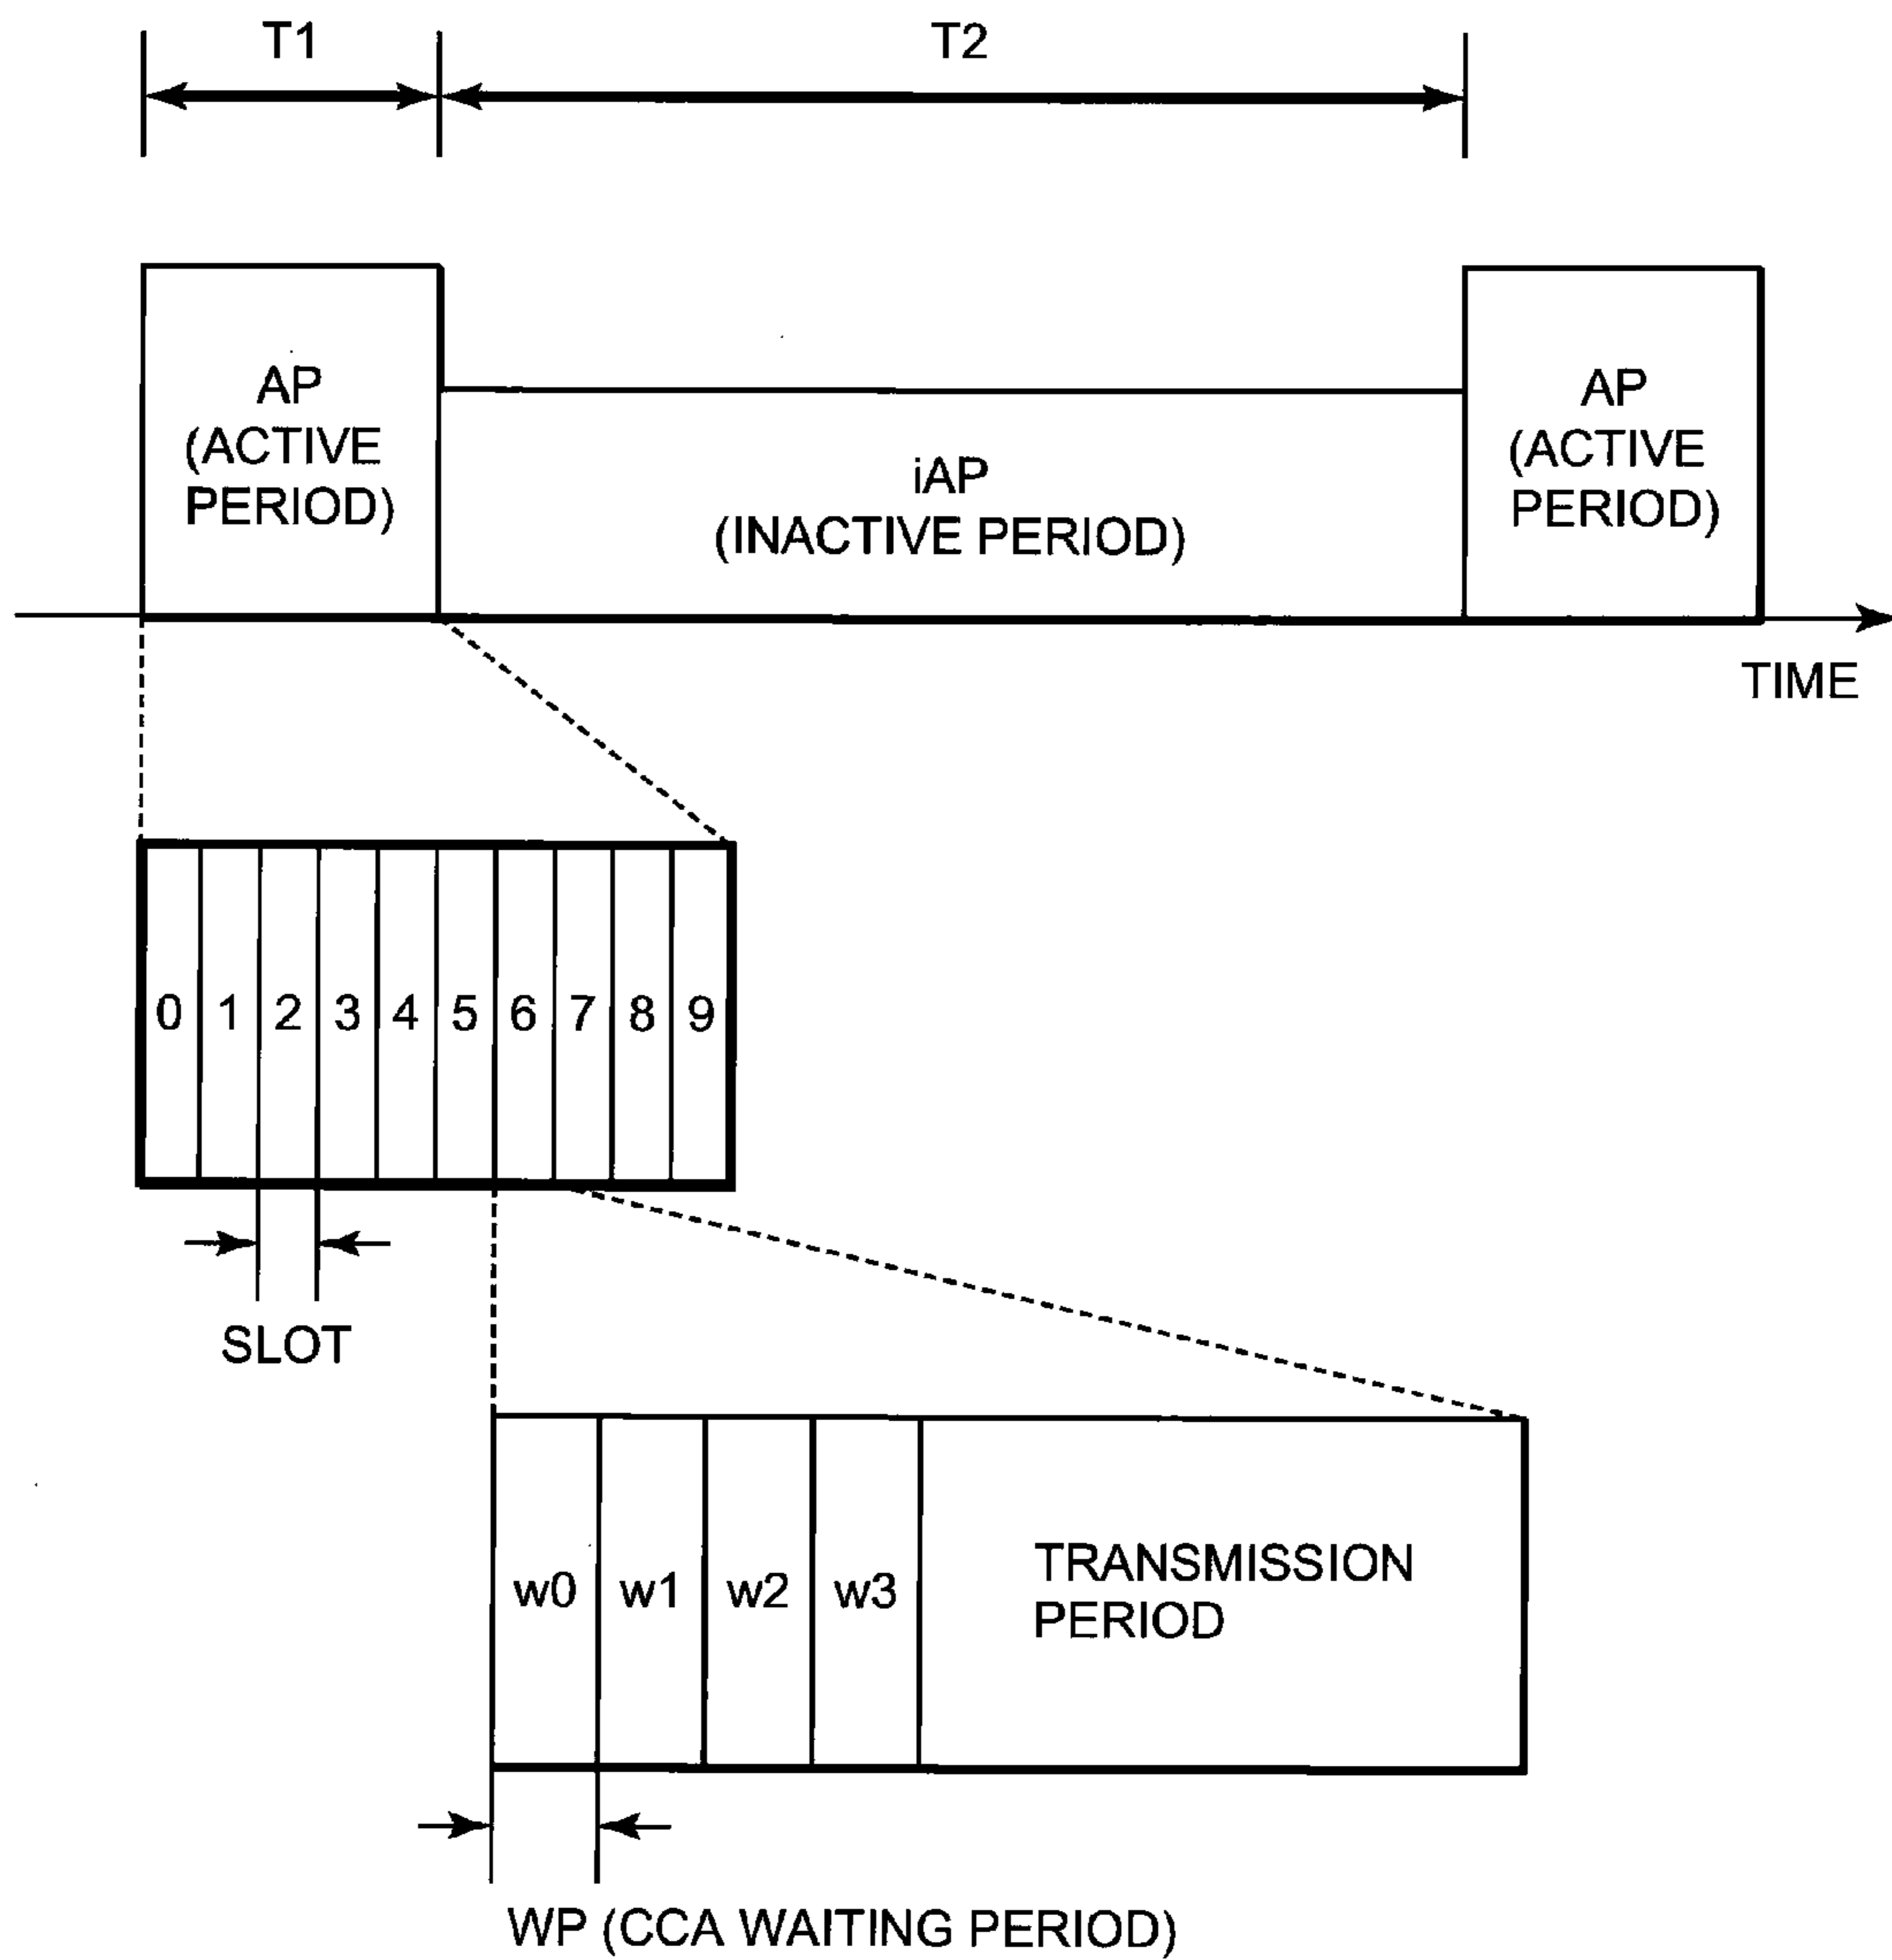 T1
T2
AP
(ACTIVE
PERIOD)
iAP
(INACTIVE PERIOD)
AP
(ACTIVE
PERIOD)
TIME
0 1 2 3 4 5 6 7 8 9
SLOT
w0 w1 w2 w3
TRANSMISSION
PERIOD
WP (CCA WAITING PERIOD)